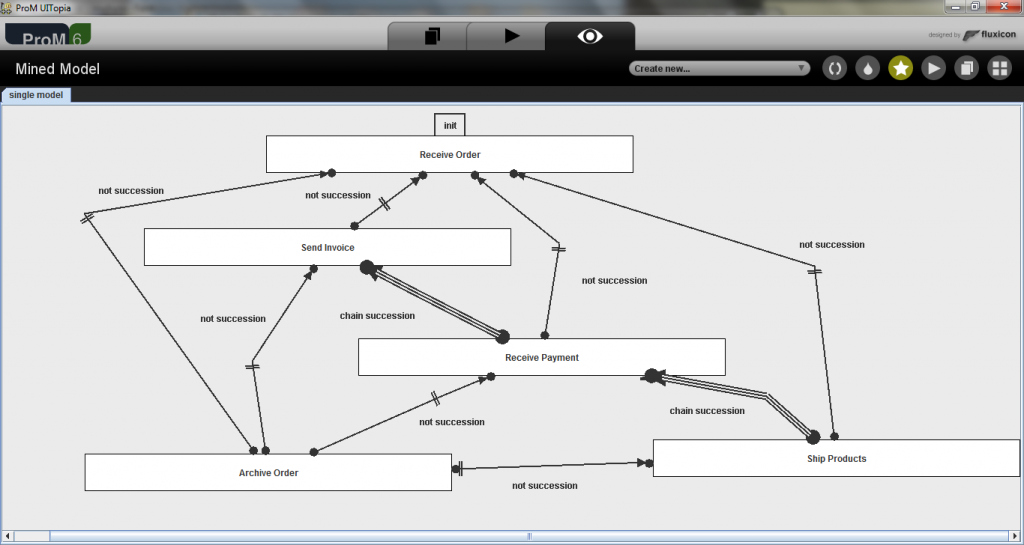 ProM UITopia
ProM 6
designed by fluxicon
Mined Model
Create new...
single model
init
Receive Order
not succession
not succession
not succession
Send Invoice
not succession
not succession
chain succession
Receive Payment
chain succession
not succession
Ship Products
Archive Order
not succession